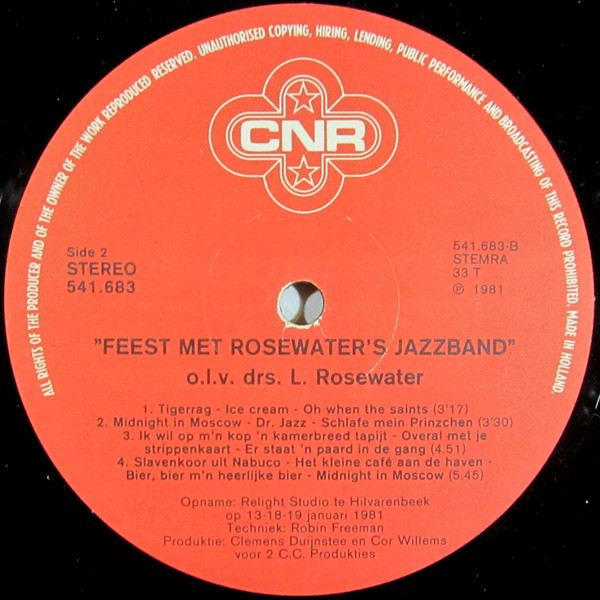 ALL RIGHTS OF THE PRODUCER AND OF THE OWNER OF THE WORK REPRODUCED RESERVED. UNAUTHORISED COPYING, HIRING, LENDING, PUBLIC PERFORMANCE AND BROADCASTING OF THIS RECORD PROHIBITED. MADE IN HOLLAND.
CNR
Side 2
STEREO
541.683
541.683-B
STEMRA
33 T
℗ 1981
"FEEST MET ROSEWATER'S JAZZBAND"
o.l.v. drs. L. Rosewater
1. Tigerrag - Ice cream - Oh when the saints (3'17)
2. Midnight in Moscow - Dr. Jazz - Schlafe mein Prinzchen (3'30)
3. Ik wil op m'n kop 'n kamerbreed tapijt - Overal met je
strippenkaart - Er staat 'n paard in de gang (4.51)
4. Slavenkoor uit Nabuco - Het kleine café aan de haven -
Bier, bier m'n heerlijke bier - Midnight in Moscow (5.45)
Opname: Relight Studio te Hilvarenbeek
op 13-18-19 januari 1981
Techniek: Robin Freeman
Produktie: Clemens Duijnstee en Cor Willems
voor 2 C.C. Produkties